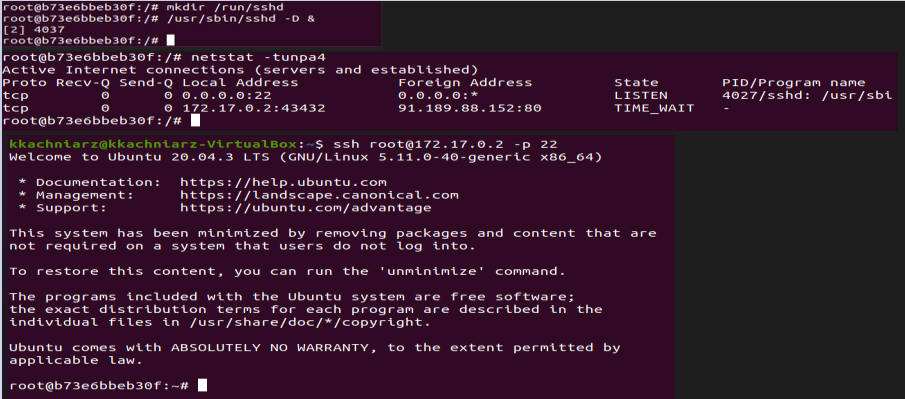 root@b73e6bbeb30f:/# mkdir /run/sshd
root@b73e6bbeb30f:/# /usr/sbin/sshd -D &
[2] 4037
root@b73e6bbeb30f:/#
root@b73e6bbeb30f:/# netstat -tunpa4
Active Internet connections (servers and established)
Proto Recv-Q Send-Q Local Address Foreign Address State PID/Program name
tcp 0 0 0.0.0.0:22 0.0.0.0:* LISTEN 4027/sshd: /usr/sbi
tcp 0 0 172.17.0.2:43432 91.189.88.152:80 TIME_WAIT -
root@b73e6bbeb30f:/#
kkachniarz@kkachniarz-VirtualBox:~$ ssh root@172.17.0.2 -p 22
Welcome to Ubuntu 20.04.3 LTS (GNU/Linux 5.11.0-40-generic x86_64)
* Documentation: https://help.ubuntu.com
* Management: https://landscape.canonical.com
* Support: https://ubuntu.com/advantage
This system has been minimized by removing packages and content that are
not required on a system that users do not log into.
To restore this content, you can run the 'unminimize' command.
The programs included with the Ubuntu system are free software;
the exact distribution terms for each program are described in the
individual files in /usr/share/doc/*/copyright.
Ubuntu comes with ABSOLUTELY NO WARRANTY, to the extent permitted by
applicable law.
root@b73e6bbeb30f:~#